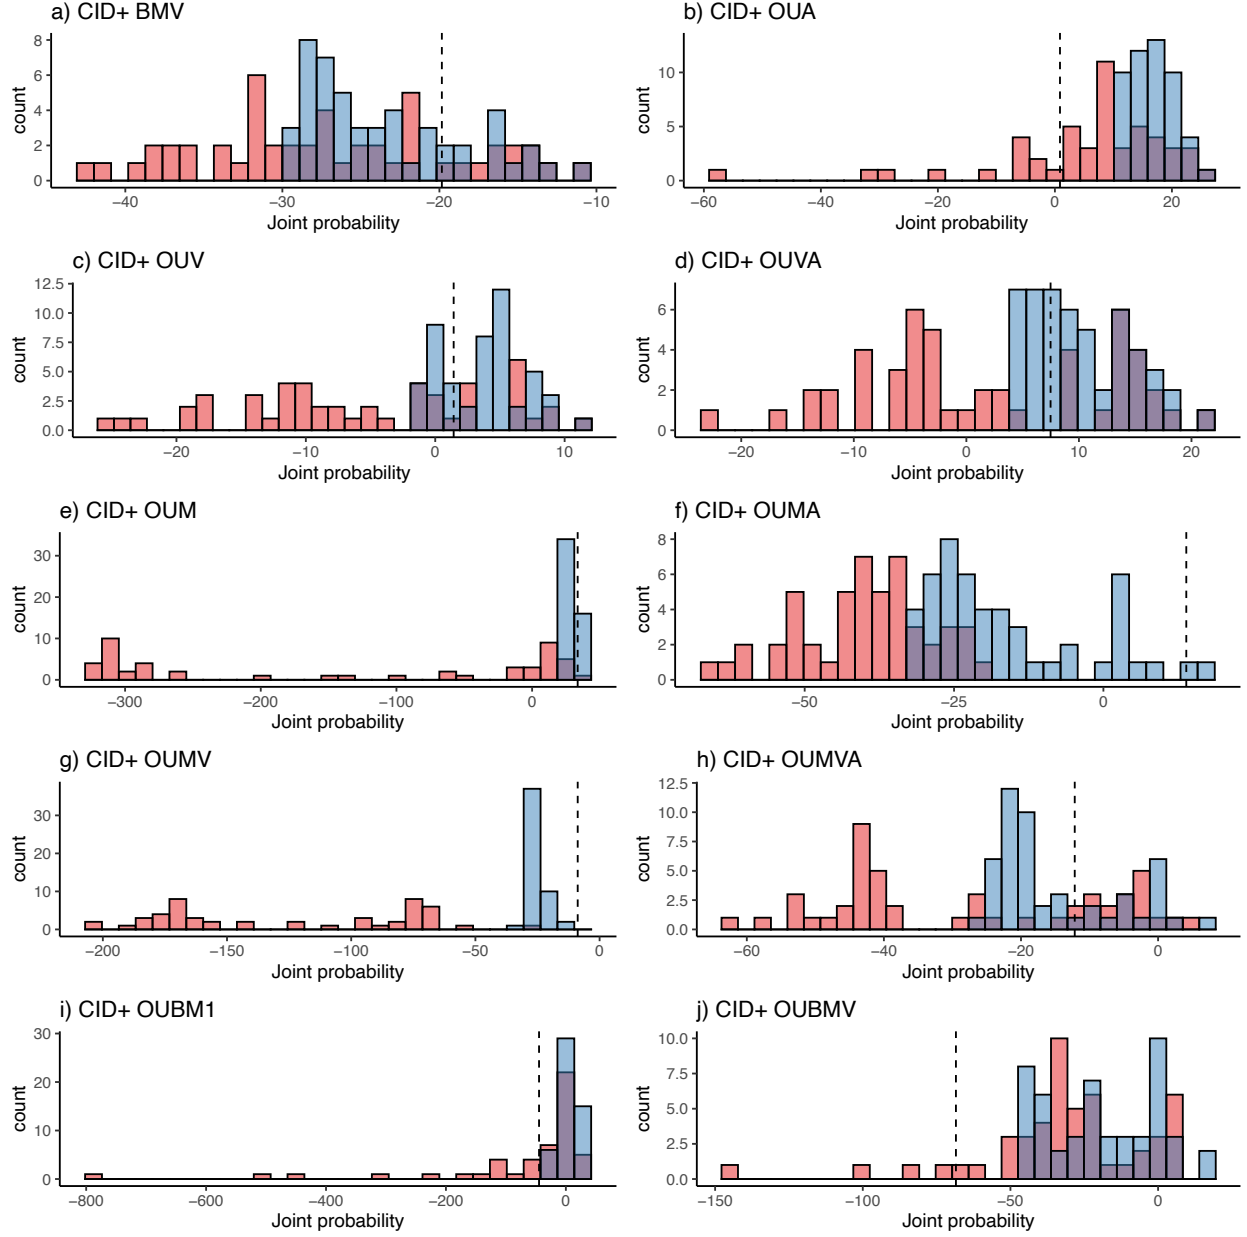 a) CID+ BMV
8
6
4
2
0
count
−40
−30
−20
−10
Joint probability
b) CID+ OUA
10
5
0
count
−60
−40
−20
0
20
Joint probability
c) CID+ OUV
12.5
10.0
7.5
5.0
2.5
0.0
count
−20
−10
0
10
Joint probability
d) CID+ OUVA
6
4
2
0
count
−20
−10
0
10
20
Joint probability
e) CID+ OUM
30
20
10
0
count
−300
−200
−100
0
Joint probability
f) CID+ OUMA
8
6
4
2
0
count
−50
−25
0
Joint probability
g) CID+ OUMV
30
20
10
0
count
−200
−150
−100
−50
0
Joint probability
h) CID+ OUMVA
12.5
10.0
7.5
5.0
2.5
0.0
count
−60
−40
−20
0
Joint probability
i) CID+ OUBM1
30
20
10
0
count
−800
−600
−400
−200
0
Joint probability
j) CID+ OUBMV
10.0
7.5
5.0
2.5
0.0
count
−150
−100
−50
0
Joint probability